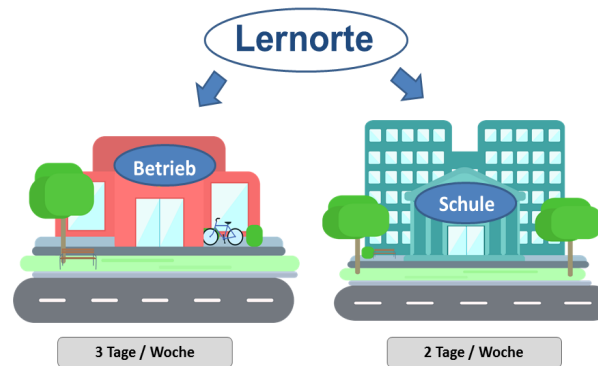 Lernorte
Betrieb
Schule
3 Tage / Woche
2 Tage / Woche